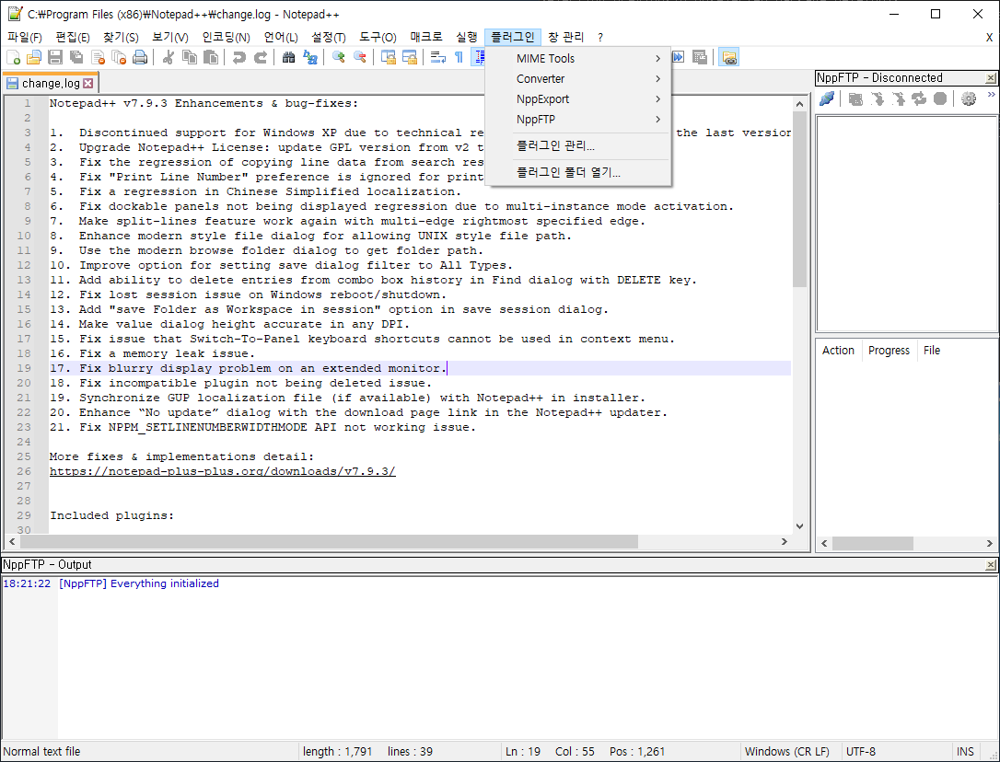 C:₩Program Files (x86)₩Notepad++₩change.log - Notepad++
파일(F) 편집(E) 찾기(S) 보기(V) 인코딩(N) 언어(L) 설정(T) 도구(O) 매크로 실행 플러그인 창 관리 ? X
MIME Tools
Converter
NppExport
NppFTP
플러그인 관리...
플러그인 폴더 열기...
change.log
1 Notepad++ v7.9.3 Enhancements & bug-fixes:
2
3 1. Discontinued support for Windows XP due to technical re the last version
4 2. Upgrade Notepad++ License: update GPL version from v2 t
5 3. Fix the regression of copying line data from search res
6 4. Fix "Print Line Number" preference is ignored for print
7 5. Fix a regression in Chinese Simplified localization.
8 6. Fix dockable panels not being displayed regression due to multi-instance mode activation.
9 7. Make split-lines feature work again with multi-edge rightmost specified edge.
10 8. Enhance modern style file dialog for allowing UNIX style file path.
11 9. Use the modern browse folder dialog to get folder path.
12 10. Improve option for setting save dialog filter to All Types.
13 11. Add ability to delete entries from combo box history in Find dialog with DELETE key.
14 12. Fix lost session issue on Windows reboot/shutdown.
15 13. Add "save Folder as Workspace in session" option in save session dialog.
16 14. Make value dialog height accurate in any DPI.
17 15. Fix issue that Switch-To-Panel keyboard shortcuts cannot be used in context menu.
18 16. Fix a memory leak issue.
19 17. Fix blurry display problem on an extended monitor.
20 18. Fix incompatible plugin not being deleted issue.
21 19. Synchronize GUP localization file (if available) with Notepad++ in installer.
22 20. Enhance “No update” dialog with the download page link in the Notepad++ updater.
23 21. Fix NPPM_SETLINENUMBERWIDTHMODE API not working issue.
24
25 More fixes & implementations detail:
26 https://notepad-plus-plus.org/downloads/v7.9.3/
27
28
29 Included plugins:
30
NppFTP - Disconnected
Action Progress File
NppFTP - Output
18:21:22 [NppFTP] Everything initialized
Normal text file length : 1,791 lines : 39 Ln : 19 Col : 55 Pos : 1,261 Windows (CR LF) UTF-8 INS